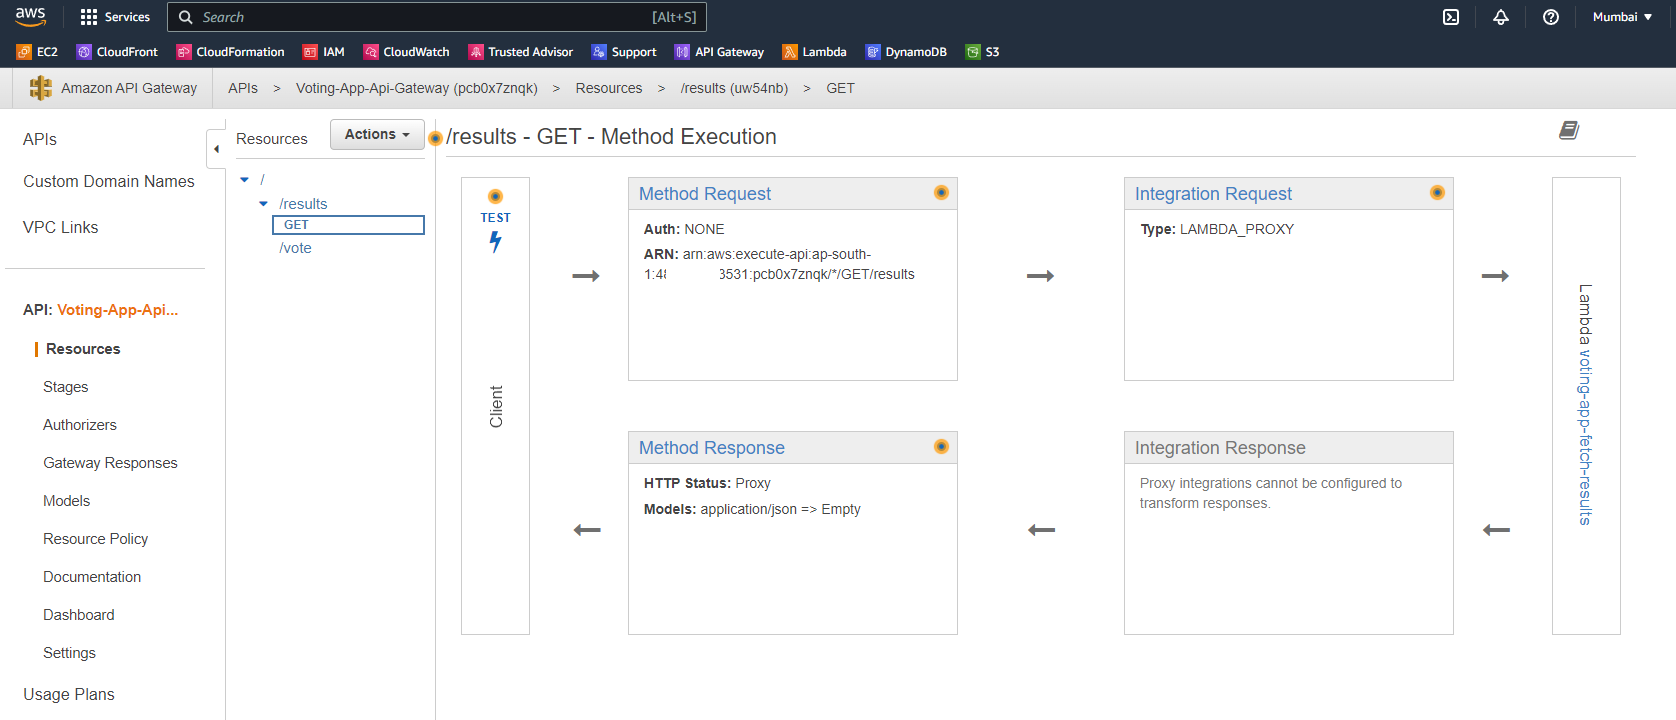 aws
Services
Search
[Alt+S]
Mumbai
EC2
CloudFront
CloudFormation
IAM
CloudWatch
Trusted Advisor
Support
API Gateway
Lambda
DynamoDB
S3
Amazon API Gateway
APIs > Voting-App-Api-Gateway (pcb0x7znqk) > Resources > /results (uw54nb) > GET
APIs
Custom Domain Names
VPC Links
API: Voting-App-Api...
Resources
Stages
Authorizers
Gateway Responses
Models
Resource Policy
Documentation
Dashboard
Settings
Usage Plans
Resources
Actions
/
/results
GET
/vote
/results - GET - Method Execution
TEST
Client
Method Request
Auth: NONE
ARN: arn:aws:execute-api:ap-south-
1:48 3531:pcb0x7znqk/*/GET/results
Integration Request
Type: LAMBDA_PROXY
Lambda voting-app-fetch-results
Method Response
HTTP Status: Proxy
Models: application/json => Empty
Integration Response
Proxy integrations cannot be configured to
transform responses.